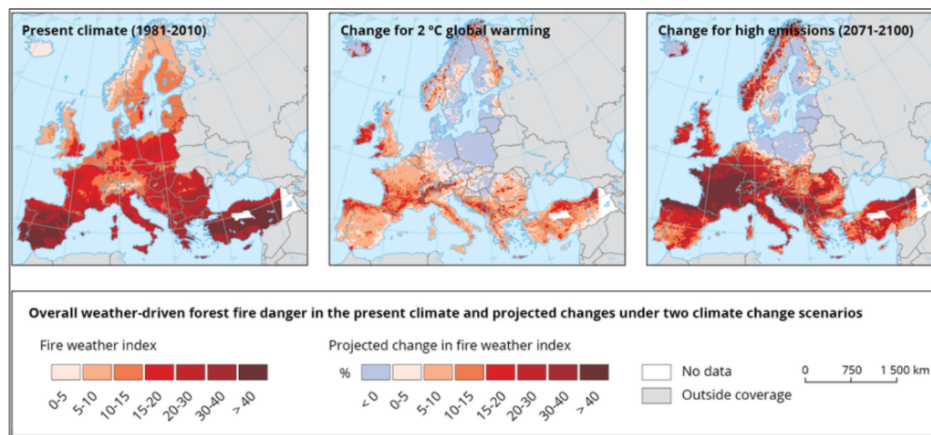 Present climate (1981-2010)
Change for 2 °C global warming
Change for high emissions (2071-2100)
Overall weather-driven forest fire danger in the present climate and projected changes under two climate change scenarios
Fire weather index
0-5 5-10 10-15 15-20 20-30 30-40 > 40
Projected change in fire weather index
%
< 0 0-5 5-10 10-15 15-20 20-30 30-40 > 40
No data
Outside coverage
0 750 1 500 km